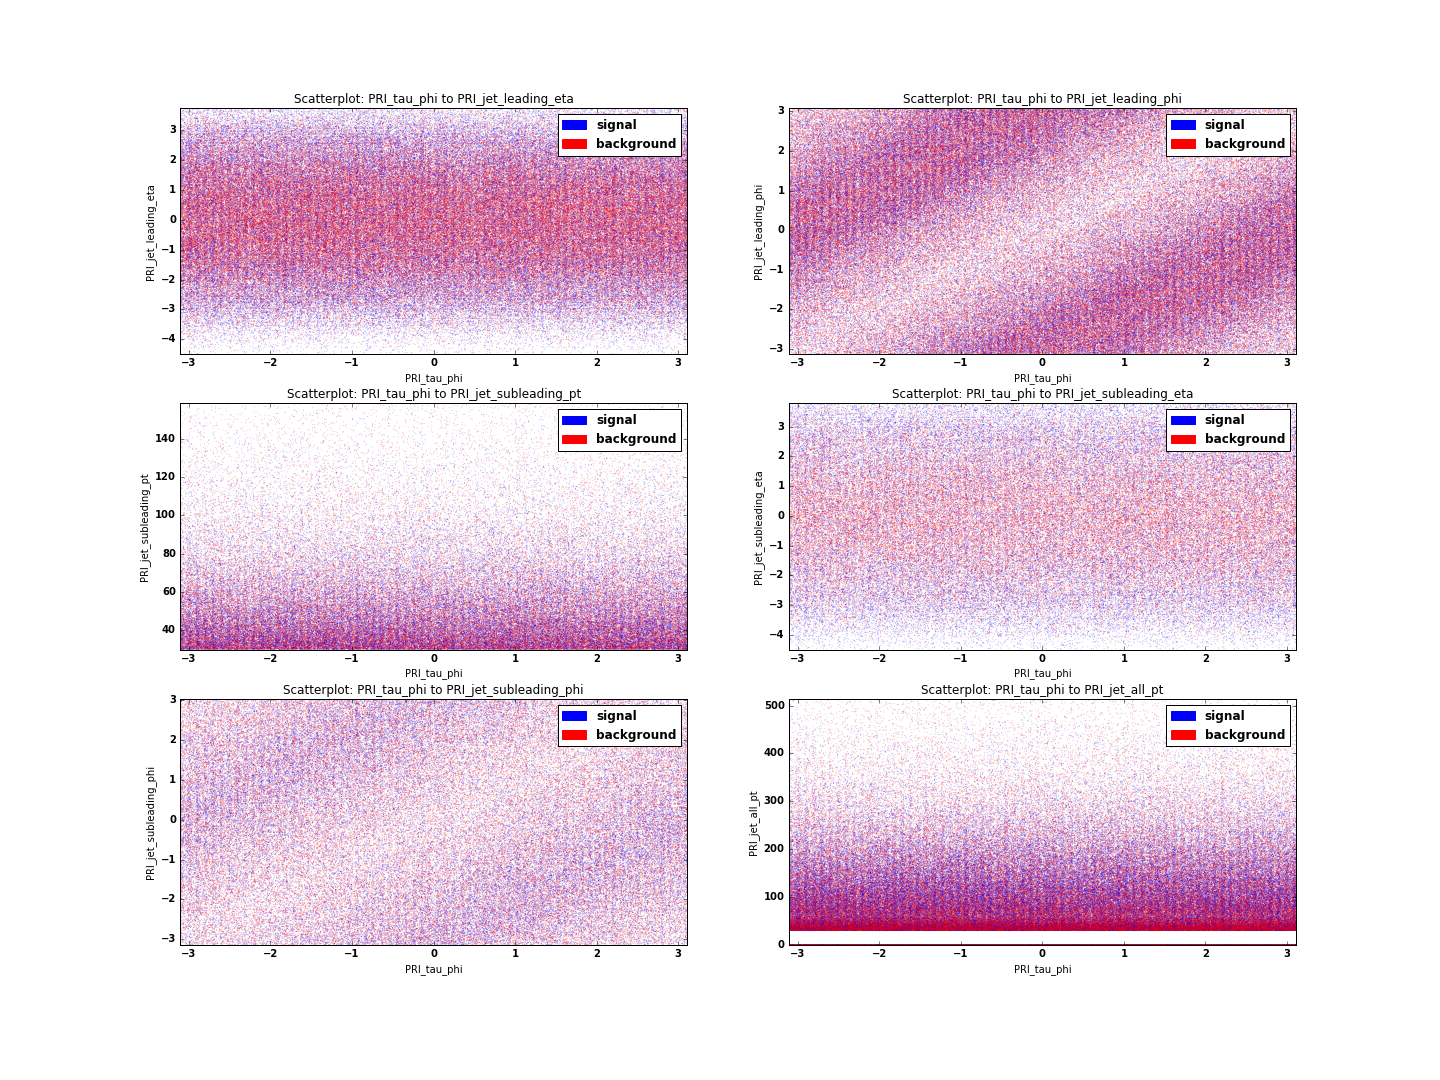 Scatterplot: PRI_tau_phi to PRI_jet_leading_eta
signal
background
3
2
1
0
−1
−2
−3
−4
PRI_jet_leading_eta
−3 −2 −1 0 1 2 3
PRI_tau_phi
Scatterplot: PRI_tau_phi to PRI_jet_leading_phi
signal
background
3
2
1
0
−1
−2
−3
PRI_jet_leading_phi
−3 −2 −1 0 1 2 3
PRI_tau_phi
Scatterplot: PRI_tau_phi to PRI_jet_subleading_pt
signal
background
140
120
100
80
60
40
PRI_jet_subleading_pt
−3 −2 −1 0 1 2 3
PRI_tau_phi
Scatterplot: PRI_tau_phi to PRI_jet_subleading_eta
signal
background
3
2
1
0
−1
−2
−3
−4
PRI_jet_subleading_eta
−3 −2 −1 0 1 2 3
PRI_tau_phi
Scatterplot: PRI_tau_phi to PRI_jet_subleading_phi
signal
background
3
2
1
0
−1
−2
−3
PRI_jet_subleading_phi
−3 −2 −1 0 1 2 3
PRI_tau_phi
Scatterplot: PRI_tau_phi to PRI_jet_all_pt
signal
background
500
400
300
200
100
0
PRI_jet_all_pt
−3 −2 −1 0 1 2 3
PRI_tau_phi